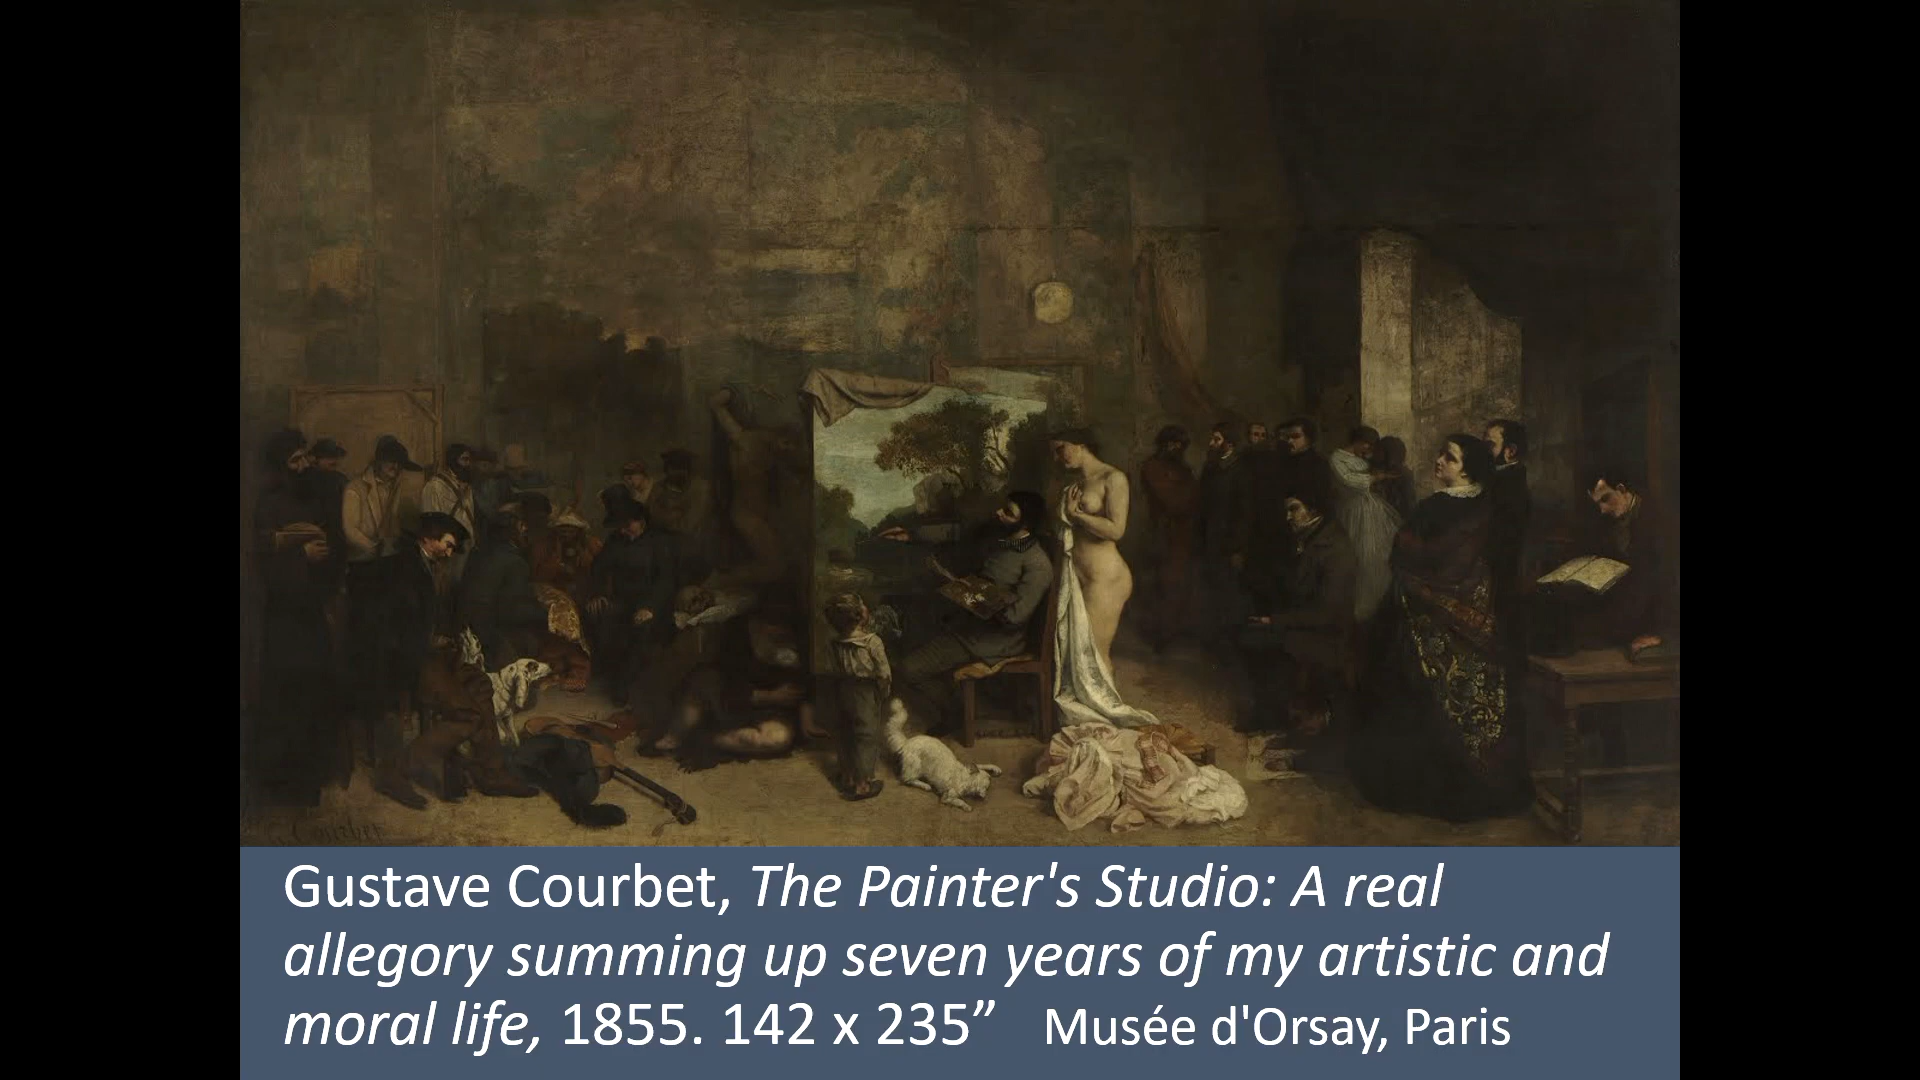 G. Courbet
Gustave Courbet, The Painter's Studio: A real
allegory summing up seven years of my artistic and
moral life, 1855. 142 x 235” Musée d'Orsay, Paris